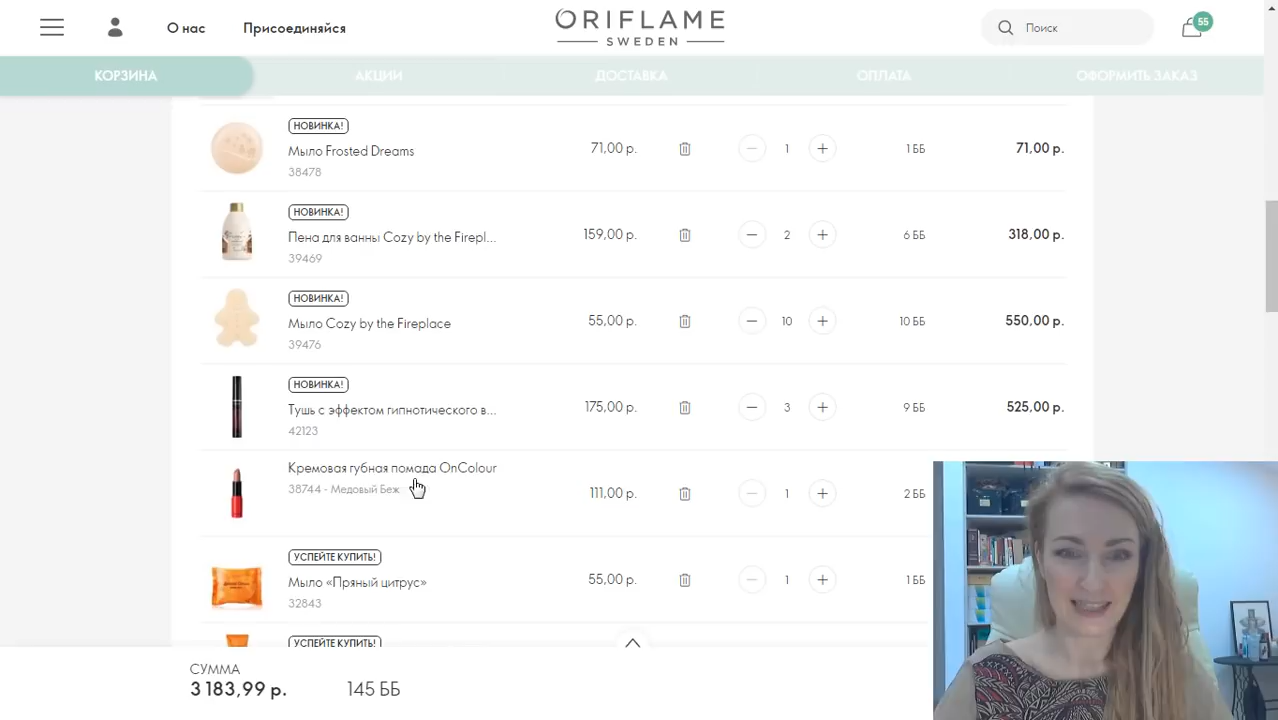 О нас
Присоединяйся
ORIFLAME
SWEDEN
Поиск
55
КОРЗИНА
АКЦИИ
ДОСТАВКА
ОПЛАТА
ОФОРМИТЬ ЗАКАЗ
НОВИНКА!
Мыло Frosted Dreams
38478
71,00 р.
1
1 ББ
71,00 р.
НОВИНКА!
Пена для ванны Cozy by the Firepl...
39469
159,00 р.
2
6 ББ
318,00 р.
НОВИНКА!
Мыло Cozy by the Fireplace
39476
55,00 р.
10
10 ББ
550,00 р.
НОВИНКА!
Тушь с эффектом гипнотического в...
42123
175,00 р.
3
9 ББ
525,00 р.
Кремовая губная помада OnColour
38744 - Медовый Беж
111,00 р.
1
2 ББ
УСПЕЙТЕ КУПИТЬ!
Мыло «Пряный цитрус»
32843
55,00 р.
1
1 ББ
УСПЕЙТЕ КУПИТЬ!
СУММА
3 183,99 р.
145 ББ